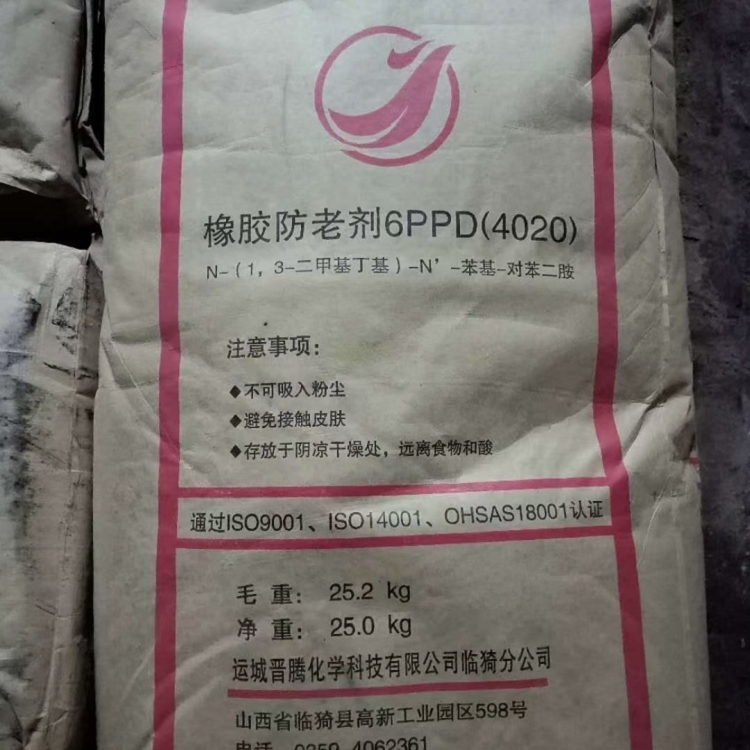 橡胶防老剂6PPD(4020)
N-(1，3-二甲基丁基)-N'-苯基-对苯二胺
注意事项：
◆不可吸入粉尘
◆避免接触皮肤
◆存放于阴凉干燥处，远离食物和酸
通过ISO9001、ISO14001、OHSAS18001认证
毛 重： 25.2 kg
净 重： 25.0 kg
运城晋腾化学科技有限公司临猗分公司
山西省临猗县高新工业园区598号
电话 0359-4062361